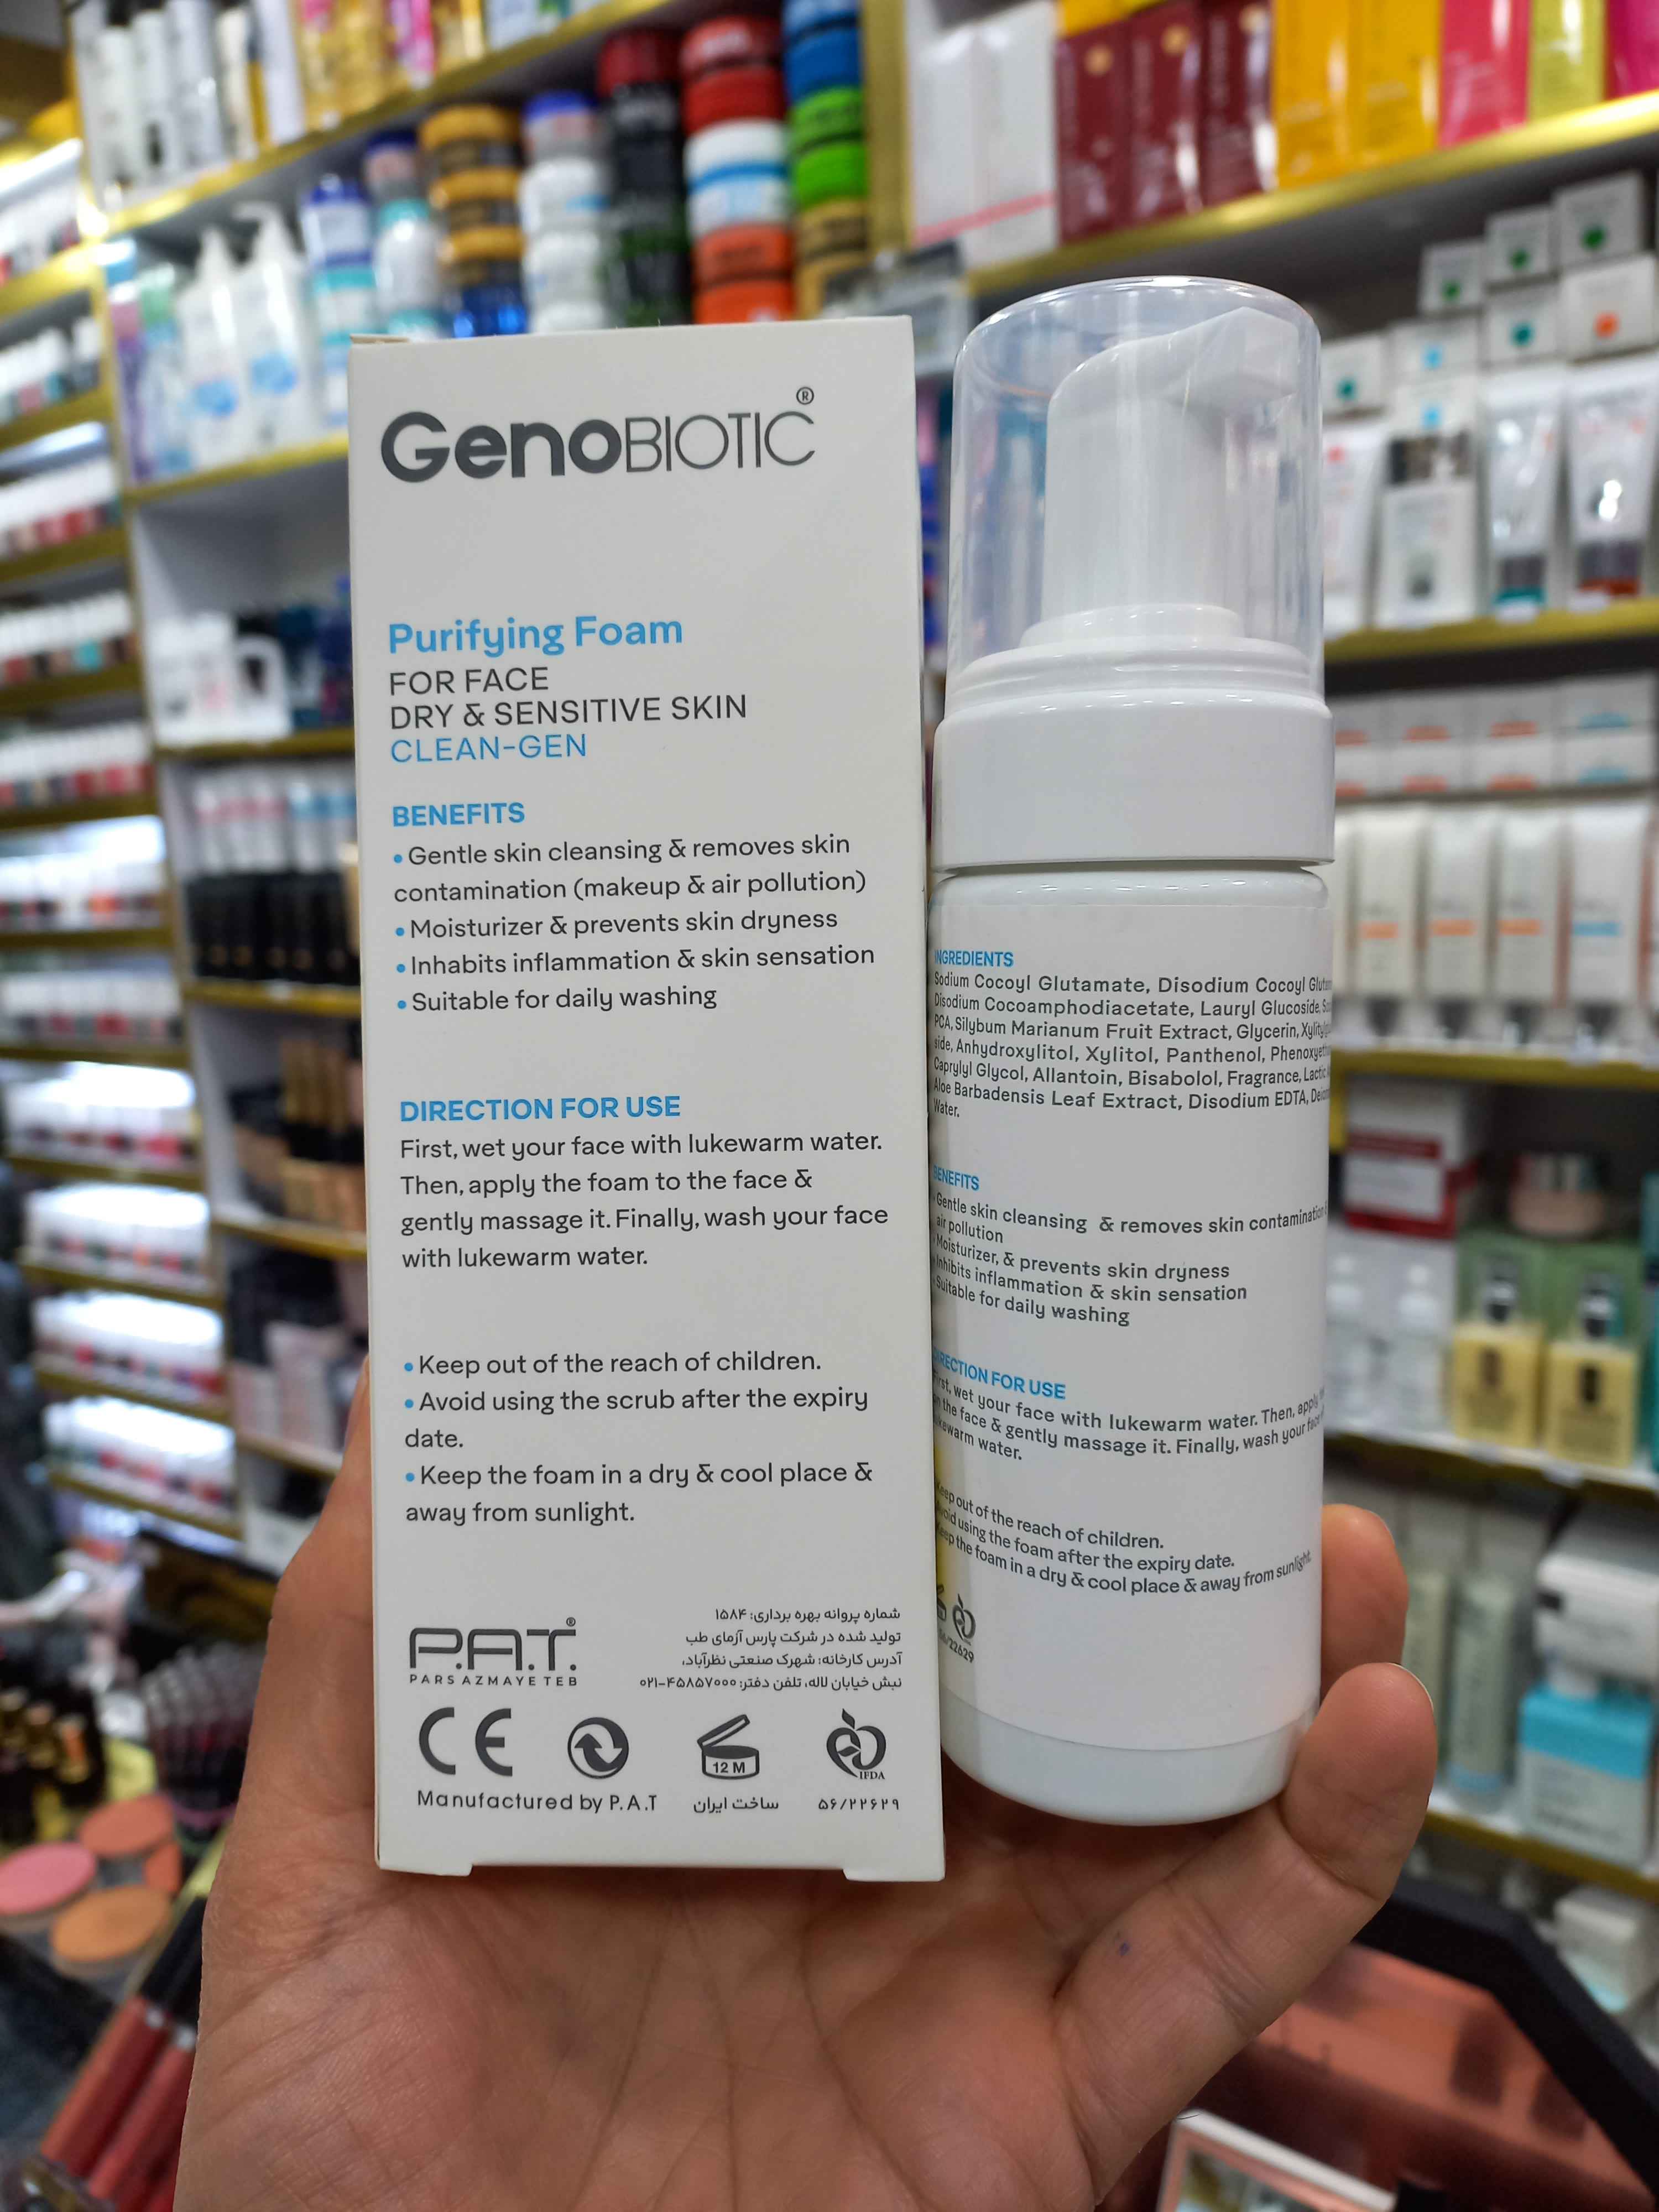 GenoBIOTIC®
Purifying Foam
FOR FACE
DRY & SENSITIVE SKIN
CLEAN-GEN
BENEFITS
• Gentle skin cleansing & removes skin
contamination (makeup & air pollution)
• Moisturizer & prevents skin dryness
• Inhabits inflammation & skin sensation
• Suitable for daily washing
DIRECTION FOR USE
First, wet your face with lukewarm water.
Then, apply the foam to the face &
gently massage it. Finally, wash your face
with lukewarm water.
• Keep out of the reach of children.
• Avoid using the scrub after the expiry
date.
• Keep the foam in a dry & cool place &
away from sunlight.
P.A.T.®
PARS AZMAYE TEB
شماره پروانه بهره برداری: ۱۵۸۴
تولید شده در شرکت پارس آزمای طب
آدرس کارخانه: شهرک صنعتی نظرآباد،
نبش خیابان لاله، تلفن دفتر: ۴۵۸۵۷۰۰۰-۰۲۱
CE
12 M
IFDA
Manufactured by P.A.T
ساخت ایران
۵۶/۲۲۶۲۹
INGREDIENTS
Sodium Cocoyl Glutamate, Disodium Cocoyl
Disodium Cocoamphodiacetate, Lauryl Glucoside,
PCA, Silybum Marianum Fruit Extract, Glycerin,
Anhydroxylitol, Xylitol, Panthenol,
Caprylyl Glycol, Allantoin, Bisabolol, Fragrance, Lactic
Aloe Barbadensis Leaf Extract, Disodium EDTA,
Water.
BENEFITS
Gentle skin cleansing & removes skin contamination
air pollution
Moisturizer, & prevents skin dryness
Inhibits inflammation & skin sensation
Suitable for daily washing
DIRECTION FOR USE
First, wet your face with lukewarm water. Then, apply
the face & gently massage it. Finally, wash your face
water.
Keep out of the reach of children.
Avoid using the foam after the expiry date.
Keep the foam in a dry & cool place & away from sunlight.
56/22629